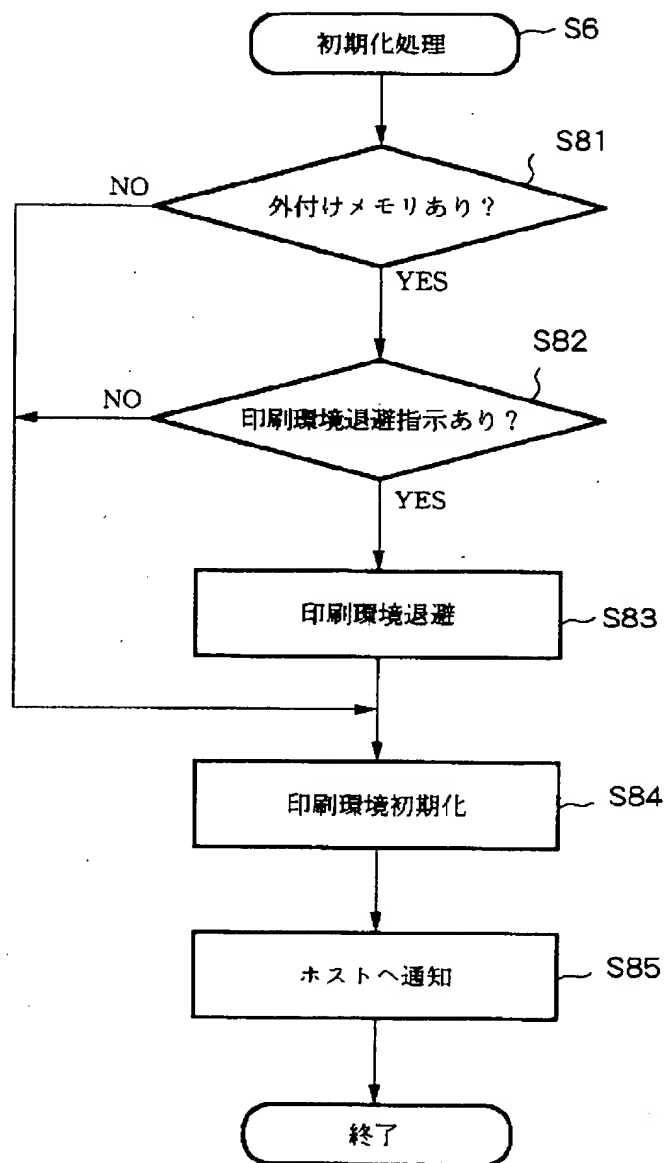 初期化処理
S6
S81
NO
外付けメモリあり?
YES
S82
NO
印刷環境退避指示あり?
YES
印刷環境退避
S83
印刷環境初期化
S84
ホストへ通知
S85
終了